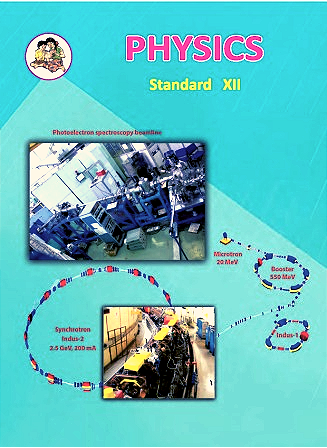 PHYSICS
Standard XII
Photoelectron spectroscopy beamline
Microtron
20 MeV
Booster
550 MeV
Indus-1
Synchrotron
Indus-2
2.5 GeV, 200 mA